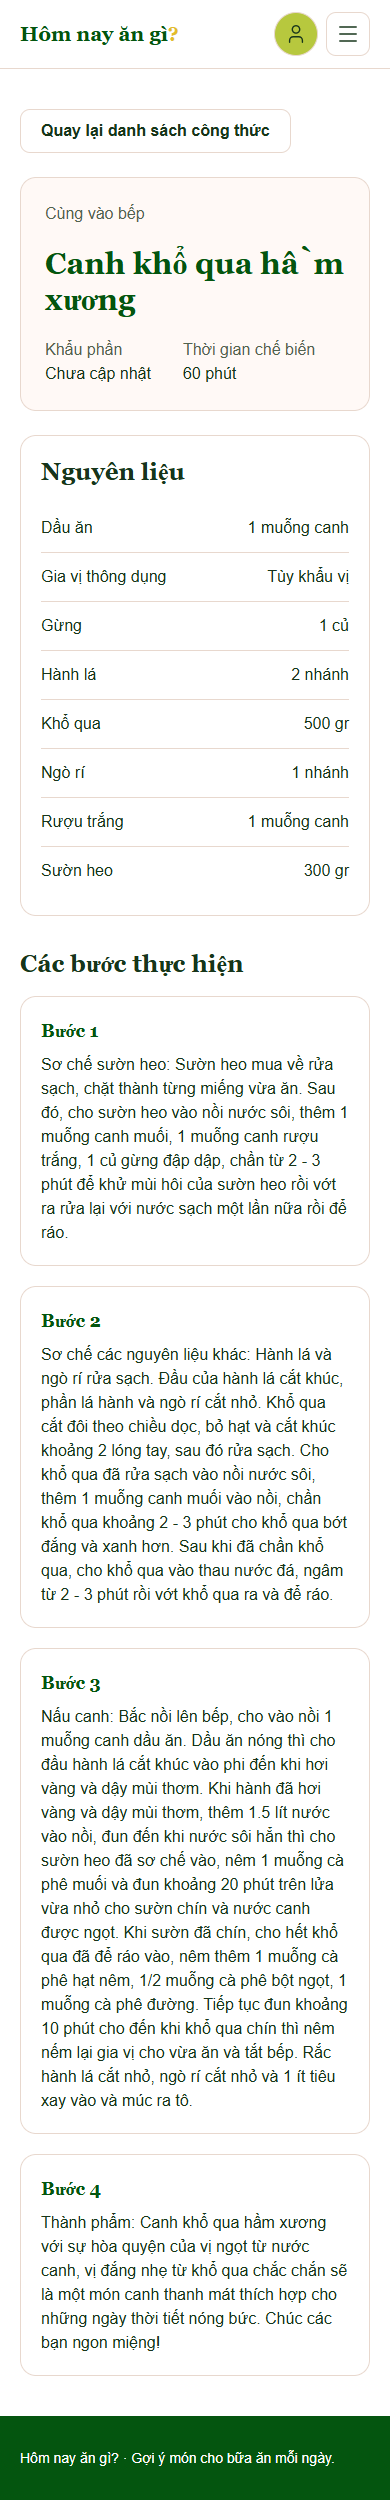 Hôm nay ăn gì?
Quay lại danh sách công thức
Cùng vào bếp
Canh khổ qua hầm
xương
Khẩu phần
Thời gian chế biến
Chưa cập nhật
60 phút
Nguyên liệu
Dầu ăn
1 muỗng canh
Gia vị thông dụng
Tùy khẩu vị
Gừng
1 củ
Hành lá
2 nhánh
Khổ qua
500 gr
Ngò rí
1 nhánh
Rượu trắng
1 muỗng canh
Sườn heo
300 gr
Các bước thực hiện
Bước 1
Sơ chế sườn heo: Sườn heo mua về rửa
sạch, chặt thành từng miếng vừa ăn. Sau
đó, cho sườn heo vào nồi nước sôi, thêm 1
muỗng canh muối, 1 muỗng canh rượu
trắng, 1 củ gừng đập dập, chần từ 2 - 3
phút để khử mùi hôi của sườn heo rồi vớt
ra rửa lại với nước sạch một lần nữa rồi để
ráo.
Bước 2
Sơ chế các nguyên liệu khác: Hành lá và
ngò rí rửa sạch. Đầu của hành lá cắt khúc,
phần lá hành và ngò rí cắt nhỏ. Khổ qua
cắt đôi theo chiều dọc, bỏ hạt và cắt khúc
khoảng 2 lóng tay, sau đó rửa sạch. Cho
khổ qua đã rửa sạch vào nồi nước sôi,
thêm 1 muỗng canh muối vào nồi, chần
khổ qua khoảng 2 - 3 phút cho khổ qua bớt
đắng và xanh hơn. Sau khi đã chần khổ
qua, cho khổ qua vào thau nước đá, ngâm
từ 2 - 3 phút rồi vớt khổ qua ra và để ráo.
Bước 3
Nấu canh: Bắc nồi lên bếp, cho vào nồi 1
muỗng canh dầu ăn. Dầu ăn nóng thì cho
đầu hành lá cắt khúc vào phi đến khi hơi
vàng và dậy mùi thơm. Khi hành đã hơi
vàng và dậy mùi thơm, thêm 1.5 lít nước
vào nồi, đun đến khi nước sôi hẳn thì cho
sườn heo đã sơ chế vào, nêm 1 muỗng cà
phê muối và đun khoảng 20 phút trên lửa
vừa nhỏ cho sườn chín và nước canh
được ngọt. Khi sườn đã chín, cho hết khổ
qua đã để ráo vào, nêm thêm 1 muỗng cà
phê hạt nêm, 1/2 muỗng cà phê bột ngọt, 1
muỗng cà phê đường. Tiếp tục đun khoảng
10 phút cho đến khi khổ qua chín thì nêm
nếm lại gia vị cho vừa ăn và tắt bếp. Rắc
hành lá cắt nhỏ, ngò rí cắt nhỏ và 1 ít tiêu
xay vào và múc ra tô.
Bước 4
Thành phẩm: Canh khổ qua hầm xương
với sự hòa quyện của vị ngọt từ nước
canh, vị đắng nhẹ từ khổ qua chắc chắn sẽ
là một món canh thanh mát thích hợp cho
những ngày thời tiết nóng bức. Chúc các
bạn ngon miệng!
Hôm nay ăn gì? · Gợi ý món cho bữa ăn mỗi ngày.